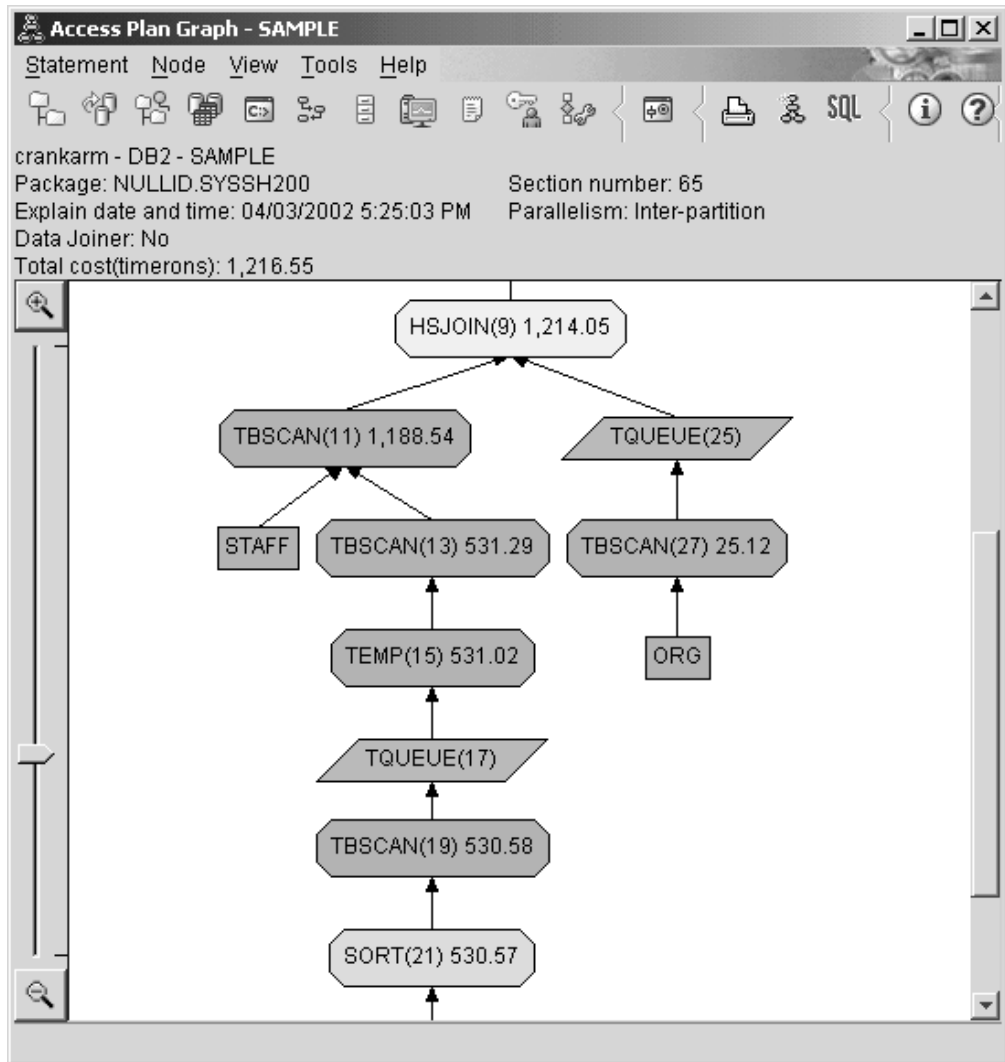 Access Plan Graph - SAMPLE
Statement Node View Tools Help
C:> SQL i ?
crankarm - DB2 - SAMPLE
Package: NULLID.SYSSH200 Section number: 65
Explain date and time: 04/03/2002 5:25:03 PM Parallelism: Inter-partition
Data Joiner: No
Total cost(timerons): 1,216.55
HSJOIN(9) 1,214.05
TBSCAN(11) 1,188.54 TQUEUE(25)
STAFF TBSCAN(13) 531.29 TBSCAN(27) 25.12
TEMP(15) 531.02 ORG
TQUEUE(17)
TBSCAN(19) 530.58
SORT(21) 530.57